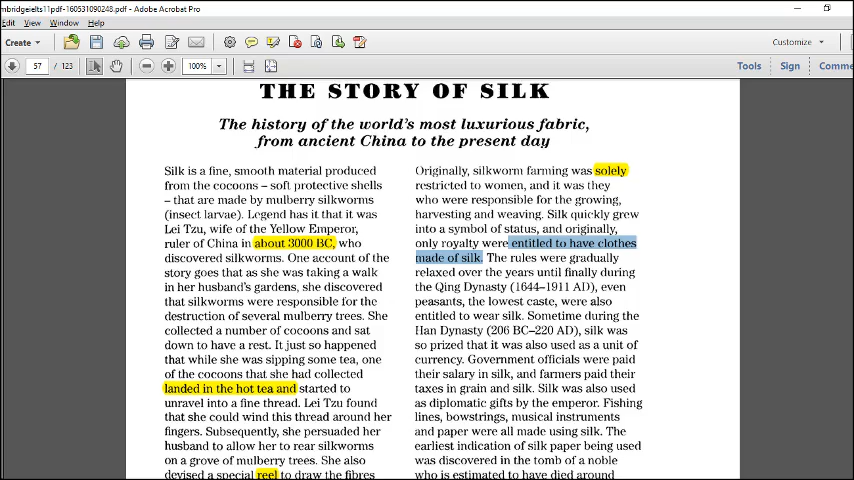 mbridgeielts11pdf-160531090248.pdf - Adobe Acrobat Pro
Edit View Window Help
Create
Customize
57 / 123
100%
Tools Sign Comme
THE STORY OF SILK
The history of the world's most luxurious fabric,
from ancient China to the present day
Silk is a fine, smooth material produced
from the cocoons – soft protective shells
– that are made by mulberry silkworms
(insect larvae). Legend has it that it was
Lei Tzu, wife of the Yellow Emperor,
ruler of China in about 3000 BC, who
discovered silkworms. One account of the
story goes that as she was taking a walk
in her husband's gardens, she discovered
that silkworms were responsible for the
destruction of several mulberry trees. She
collected a number of cocoons and sat
down to have a rest. It just so happened
that while she was sipping some tea, one
of the cocoons that she had collected
landed in the hot tea and started to
unravel into a fine thread. Lei Tzu found
that she could wind this thread around her
fingers. Subsequently, she persuaded her
husband to allow her to rear silkworms
on a grove of mulberry trees. She also
devised a special reel to draw the fibres
Originally, silkworm farming was solely
restricted to women, and it was they
who were responsible for the growing,
harvesting and weaving. Silk quickly grew
into a symbol of status, and originally,
only royalty were entitled to have clothes
made of silk. The rules were gradually
relaxed over the years until finally during
the Qing Dynasty (1644–1911 AD), even
peasants, the lowest caste, were also
entitled to wear silk. Sometime during the
Han Dynasty (206 BC–220 AD), silk was
so prized that it was also used as a unit of
currency. Government officials were paid
their salary in silk, and farmers paid their
taxes in grain and silk. Silk was also used
as diplomatic gifts by the emperor. Fishing
lines, bowstrings, musical instruments
and paper were all made using silk. The
earliest indication of silk paper being used
was discovered in the tomb of a noble
who is estimated to have died around